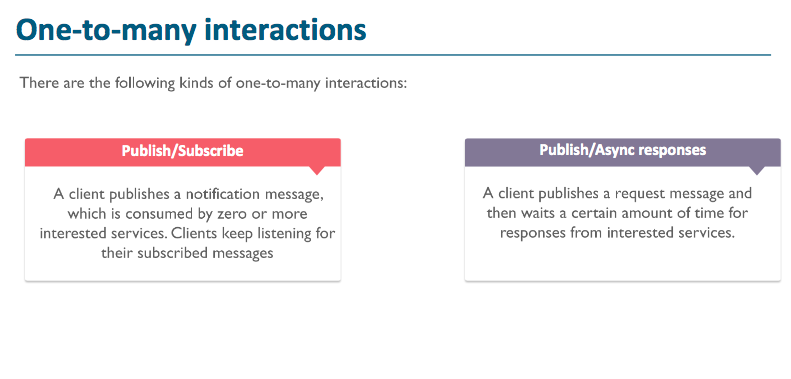 One-to-many interactions
There are the following kinds of one-to-many interactions:
Publish/Subscribe
A client publishes a notification message,
which is consumed by zero or more
interested services. Clients keep listening for
their subscribed messages
Publish/Async responses
A client publishes a request message and
then waits a certain amount of time for
responses from interested services.